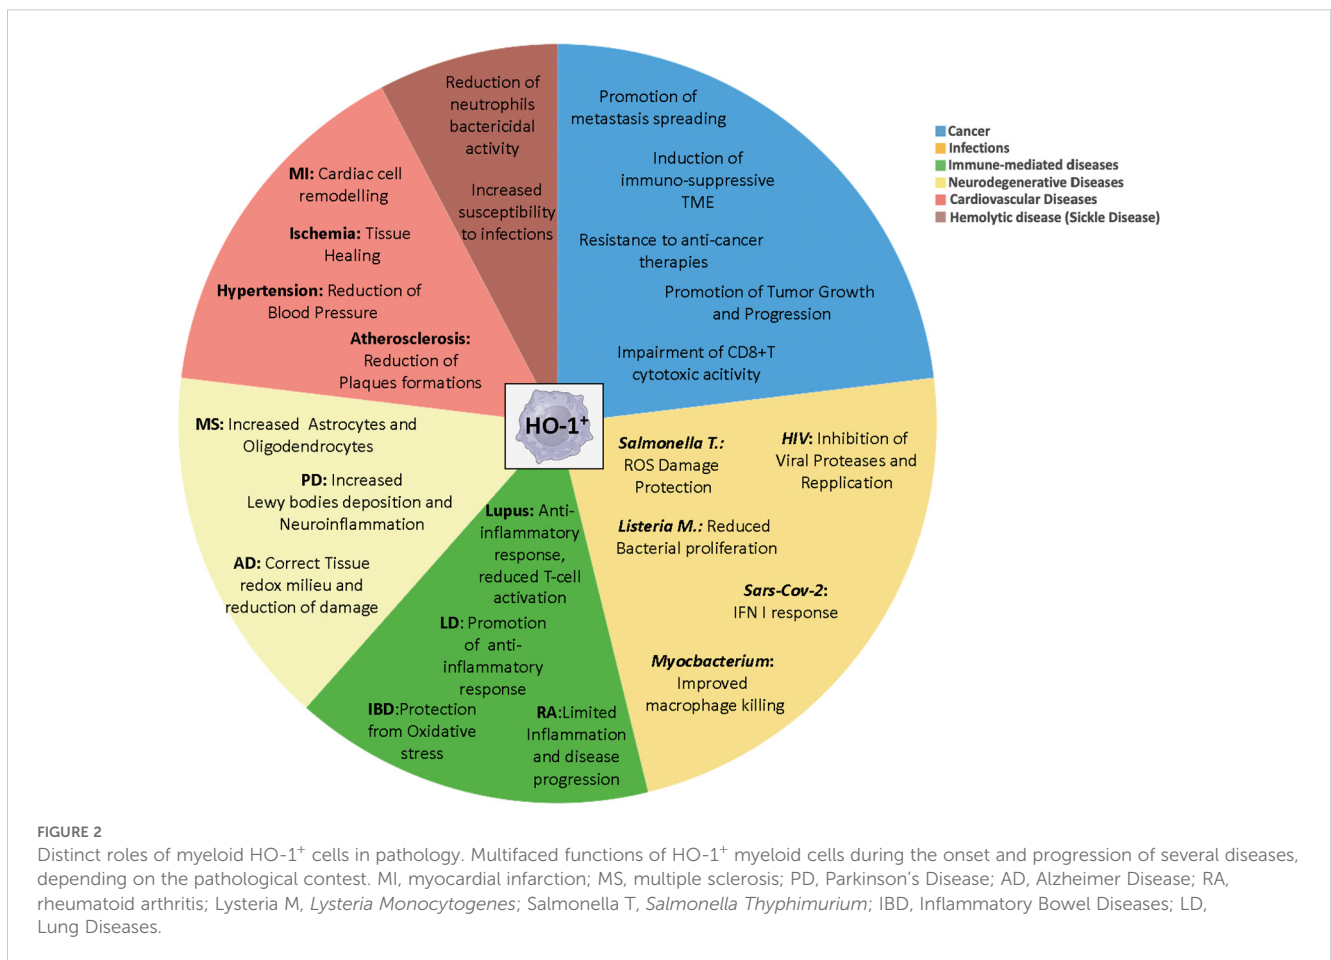 Reduction of
neutrophils
bactericidal
activity
Increased
susceptibility
to infections
Promotion of
metastasis spreading
Induction of
immuno-suppressive
TME
Resistance to anti-cancer
therapies
Promotion of Tumor Growth
and Progression
Impairment of CD8+T
cytotoxic acitivity
Cancer
Infections
Immune-mediated diseases
Neurodegenerative Diseases
Cardiovascular Diseases
Hemolytic disease (Sickle Disease)
MI: Cardiac cell
remodelling
Ischemia: Tissue
Healing
Hypertension: Reduction of
Blood Pressure
Atherosclerosis:
Reduction of
Plaques formations
HO-1+
MS: Increased Astrocytes and
Oligodendrocytes
PD: Increased
Lewy bodies deposition and
Neuroinflammation
AD: Correct Tissue
redox milieu and
reduction of damage
Salmonella T.:
ROS Damage
Protection
HIV: Inhibition of
Viral Proteases and
Repplication
Listeria M.: Reduced
Bacterial proliferation
Sars-Cov-2:
IFN I response
Myocbacterium:
Improved
macrophage killing
Lupus: Anti-
inflammatory
response,
reduced T-cell
activation
LD: Promotion
of anti-
inflammatory
response
IBD:Protection
from Oxidative
stress
RA:Limited
Inflammation
and disease
progression
FIGURE 2
Distinct roles of myeloid HO-1+ cells in pathology. Multifaced functions of HO-1+ myeloid cells during the onset and progression of several diseases,
depending on the pathological contest. MI, myocardial infarction; MS, multiple sclerosis; PD, Parkinson's Disease; AD, Alzheimer Disease; RA,
rheumatoid arthritis; Lysteria M, Lysteria Monocytogenes; Salmonella T, Salmonella Thyphimurium; IBD, Inflammatory Bowel Diseases; LD,
Lung Diseases.